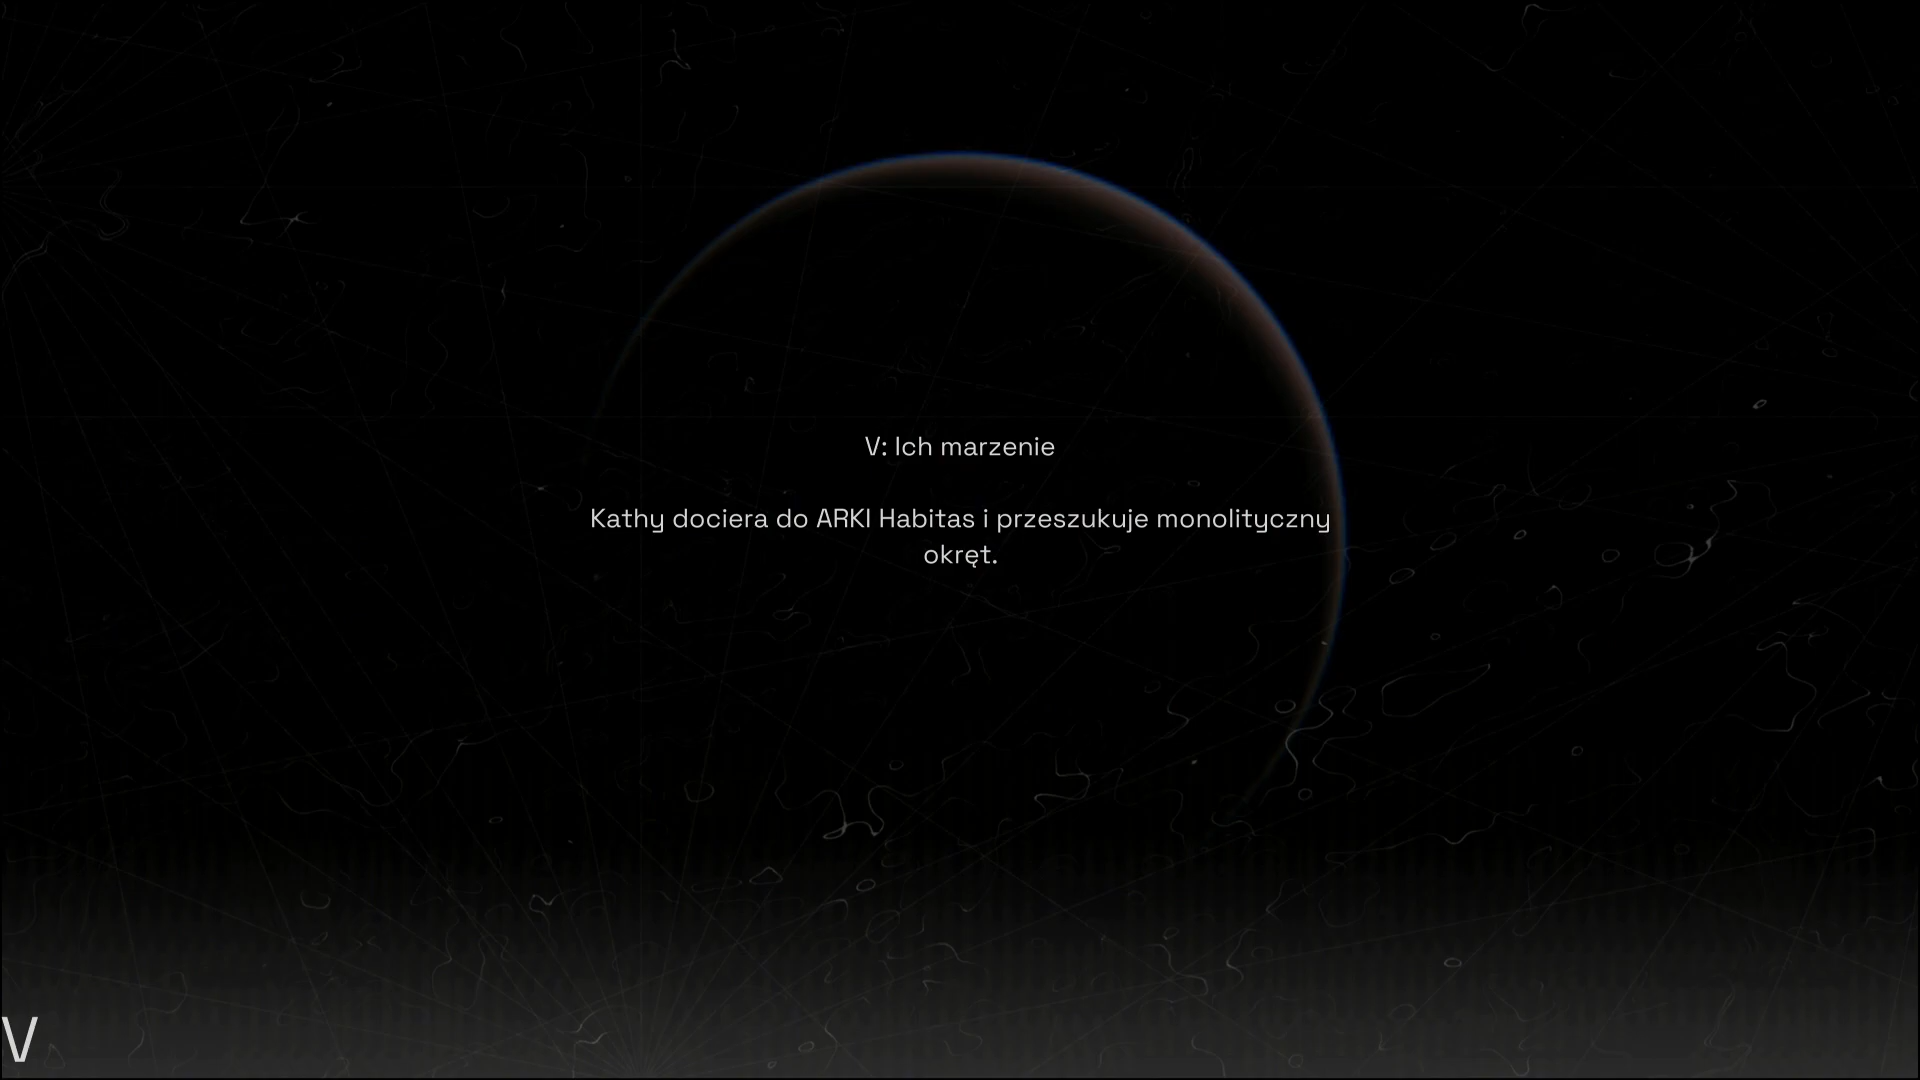 V: Ich marzenie
Kathy dociera do ARKI Habitas i przeszukuje monolityczny
okręt.
V